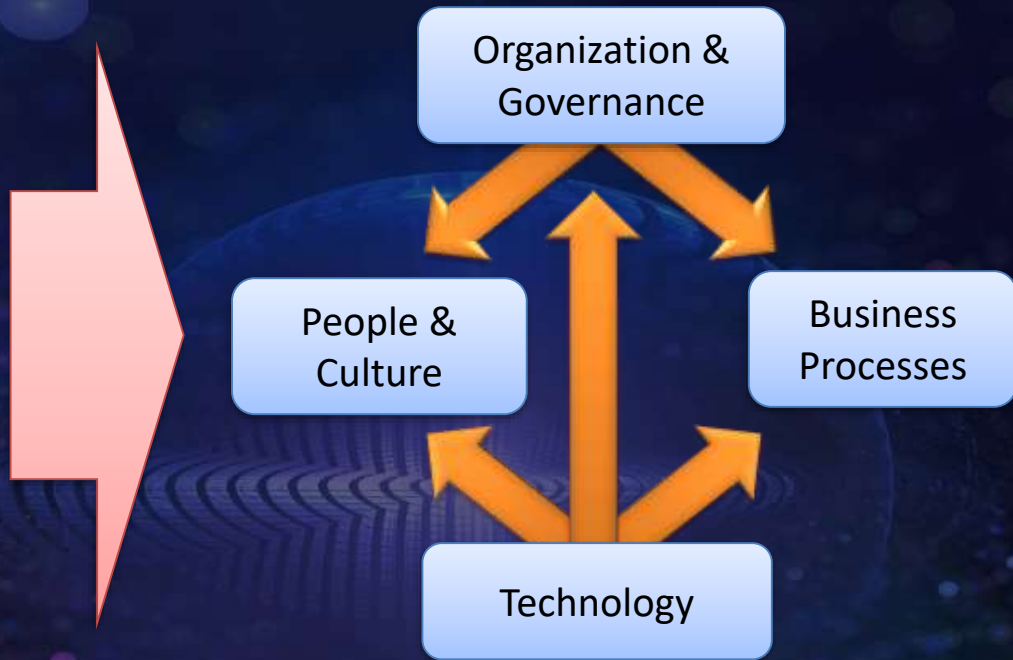 Organization &
Governance
People &
Culture
Business
Processes
Technology